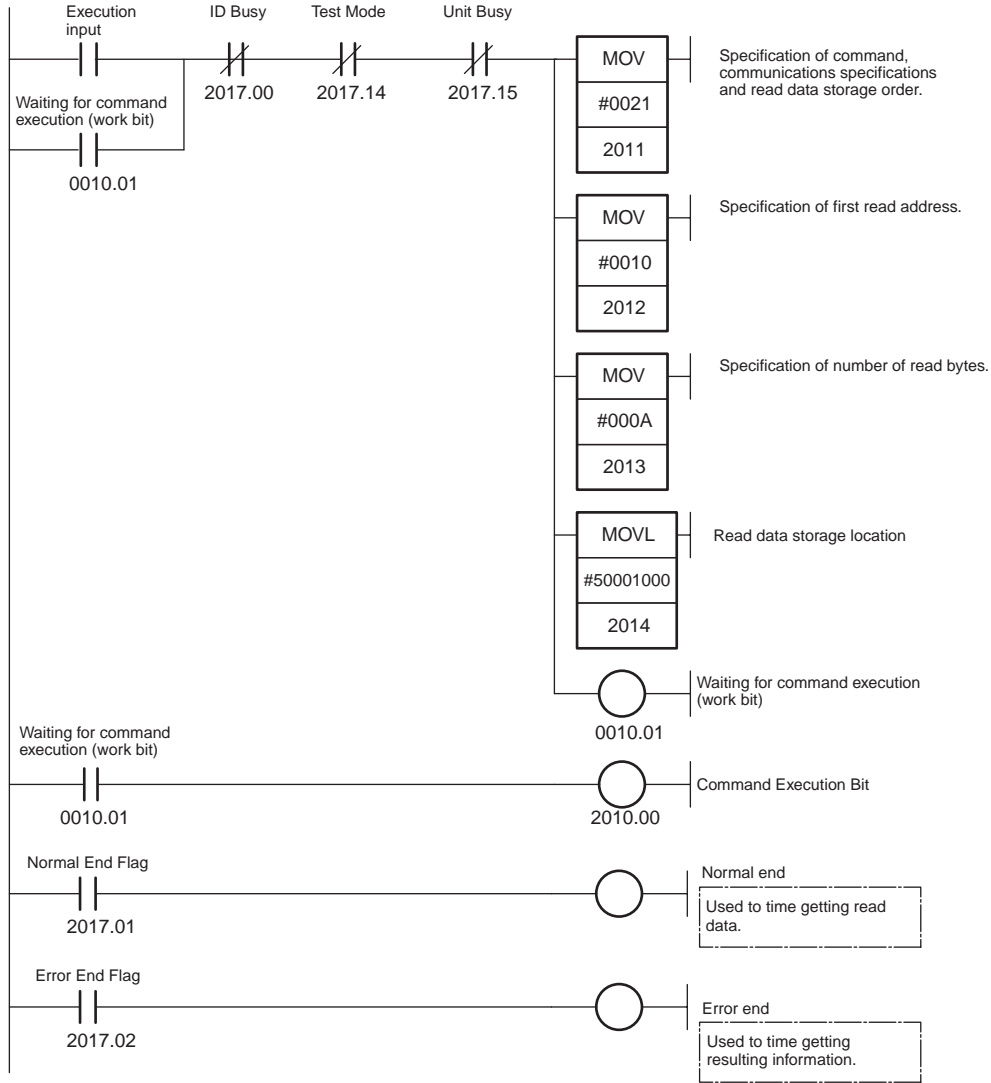 Execution
input
ID Busy
Test Mode
Unit Busy
2017.00
2017.14
2017.15
MOV
#0021
2011
Specification of command,
communications specifications
and read data storage order.
Waiting for command
execution (work bit)
0010.01
MOV
#0010
2012
Specification of first read address.
MOV
#000A
2013
Specification of number of read bytes.
MOVL
#50001000
2014
Read data storage location
Waiting for command execution
(work bit)
0010.01
Waiting for command
execution (work bit)
0010.01
2010.00
Command Execution Bit
Normal End Flag
2017.01
Normal end
Used to time getting read
data.
Error End Flag
2017.02
Error end
Used to time getting
resulting information.